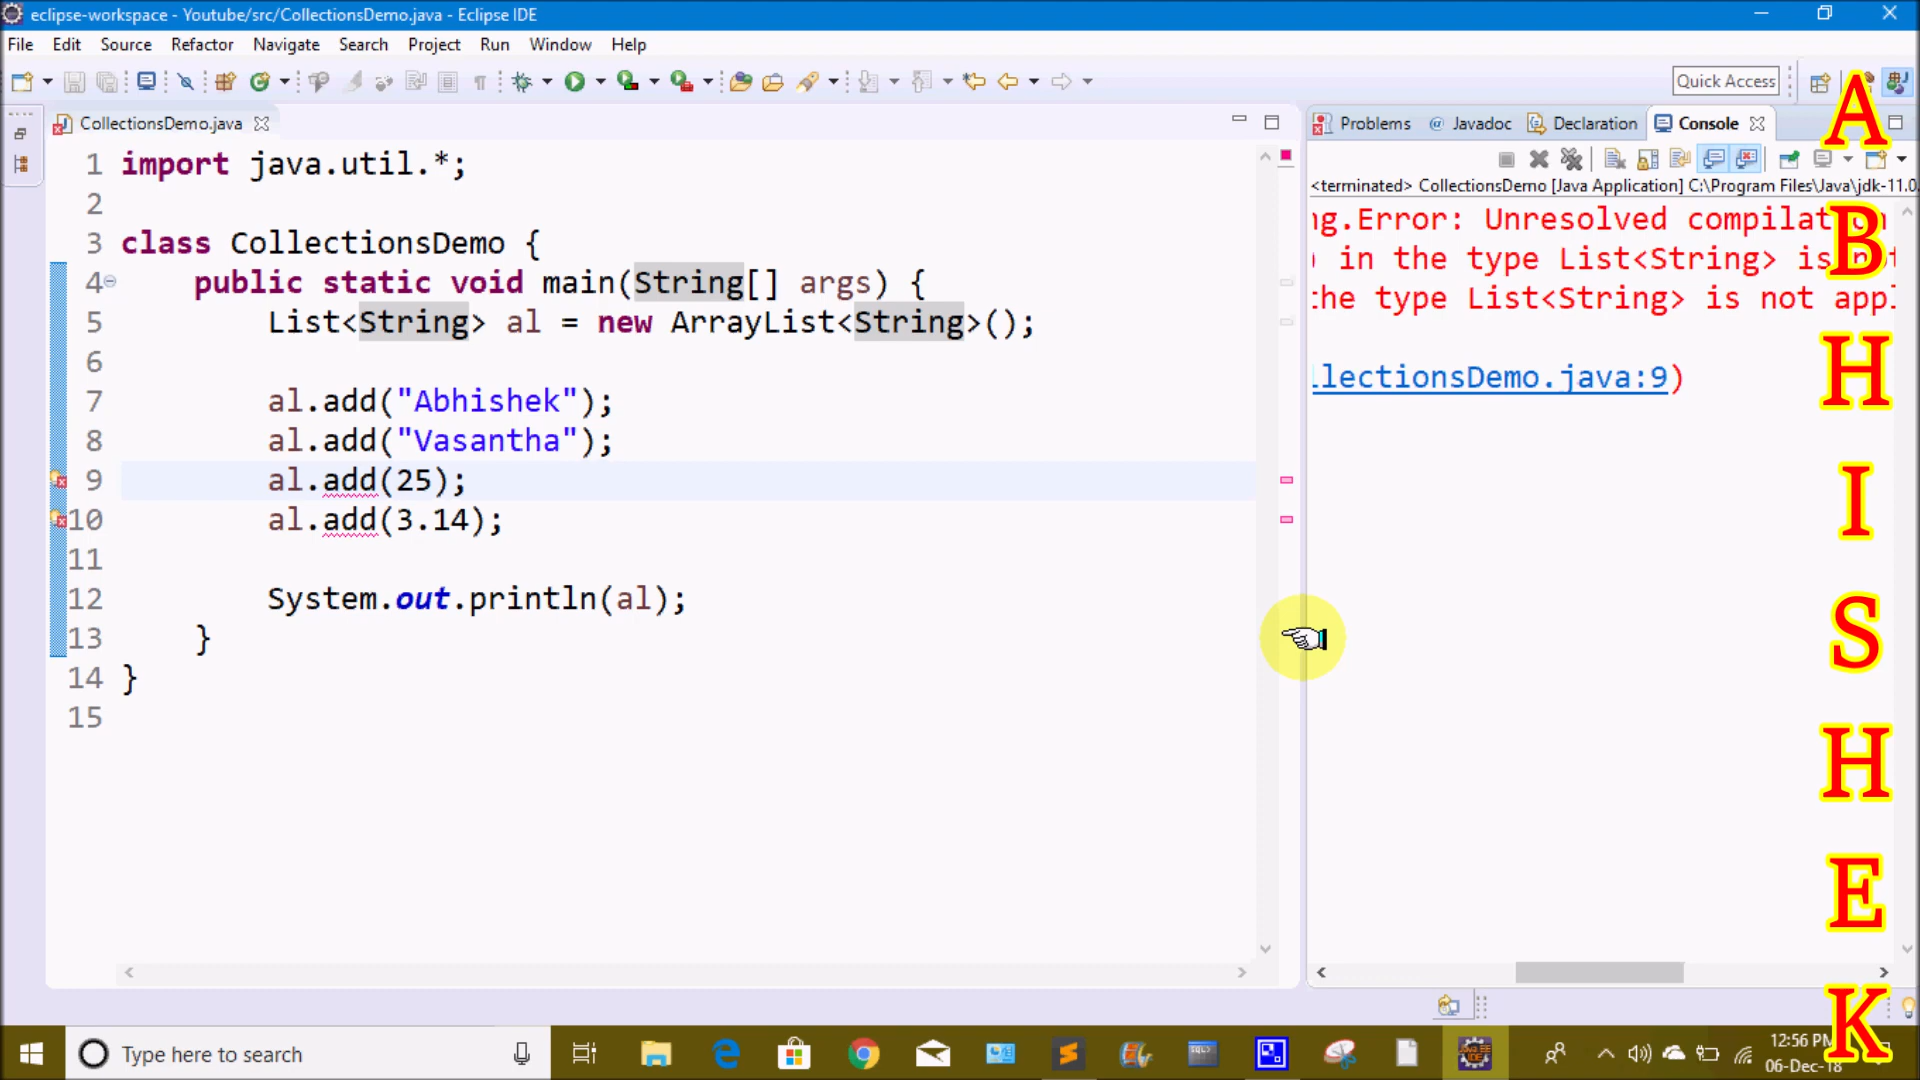 eclipse-workspace - Youtube/src/CollectionsDemo.java - Eclipse IDE
File Edit Source Refactor Navigate Search Project Run Window Help
Quick Access
CollectionsDemo.java
1 import java.util.*;
2
3 class CollectionsDemo {
4 public static void main(String[] args) {
5 List<String> al = new ArrayList<String>();
6
7 al.add("Abhishek");
8 al.add("Vasantha");
9 al.add(25);
10 al.add(3.14);
11
12 System.out.println(al);
13 }
14 }
15
Problems @ Javadoc Declaration Console
<terminated> CollectionsDemo [Java Application] C:\Program Files\Java\jdk-11.0.
ng.Error: Unresolved compilation
) in the type List<String> is not
the type List<String> is not appl
llectionsDemo.java:9)
A
B
H
I
S
H
E
K
Type here to search
12:56 PM
06-Dec-18